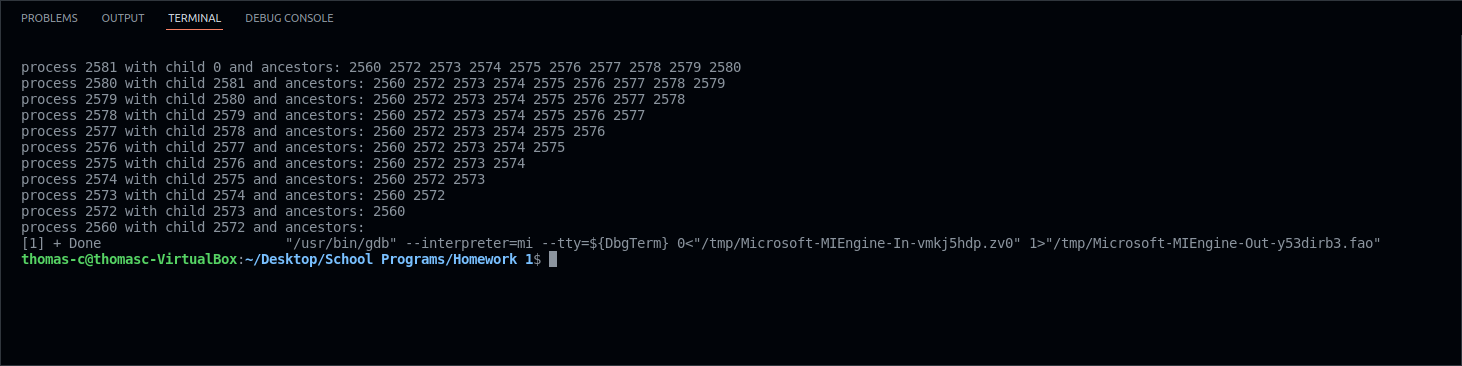 PROBLEMS OUTPUT TERMINAL DEBUG CONSOLE
process 2581 with child 0 and ancestors: 2560 2572 2573 2574 2575 2576 2577 2578 2579 2580
process 2580 with child 2581 and ancestors: 2560 2572 2573 2574 2575 2576 2577 2578 2579
process 2579 with child 2580 and ancestors: 2560 2572 2573 2574 2575 2576 2577 2578
process 2578 with child 2579 and ancestors: 2560 2572 2573 2574 2575 2576 2577
process 2577 with child 2578 and ancestors: 2560 2572 2573 2574 2575 2576
process 2576 with child 2577 and ancestors: 2560 2572 2573 2574 2575
process 2575 with child 2576 and ancestors: 2560 2572 2573 2574
process 2574 with child 2575 and ancestors: 2560 2572 2573
process 2573 with child 2574 and ancestors: 2560 2572
process 2572 with child 2573 and ancestors: 2560
process 2560 with child 2572 and ancestors:
[1] + Done                       "/usr/bin/gdb" --interpreter=mi --tty=${DbgTerm} 0<"/tmp/Microsoft-MIEngine-In-vmkj5hdp.zv0" 1>"/tmp/Microsoft-MIEngine-Out-y53dirb3.fao"
thomas-c@thomasc-VirtualBox:~/Desktop/School Programs/Homework 1$